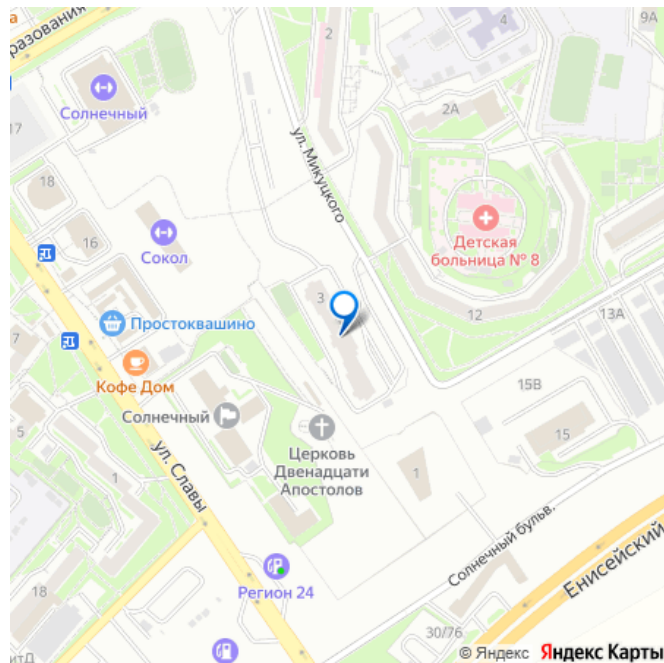 а
разования
Солнечный
17
18
16
Сокол
2
4
9А
2А
ул. Микуцкого
Детская
больница № 8
12
13А
3
Простоквашино
7
Кофе Дом
Солнечный
5
1
ул. Славы
Церковь
Двенадцати
Апостолов
1
15В
15
Солнечный бульв.
Енисейский
Регион 24
18
итД
30/76
© Яндекс Яндекс Карты